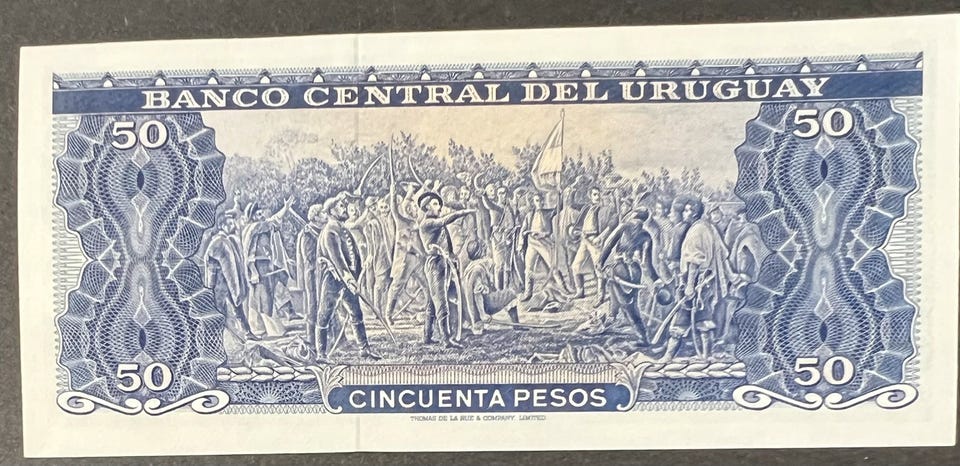 BANCO CENTRAL DEL URUGUAY
50 50
50 50
CINCUENTA PESOS
THOMAS DE LA RUE & COMPANY, LIMITED